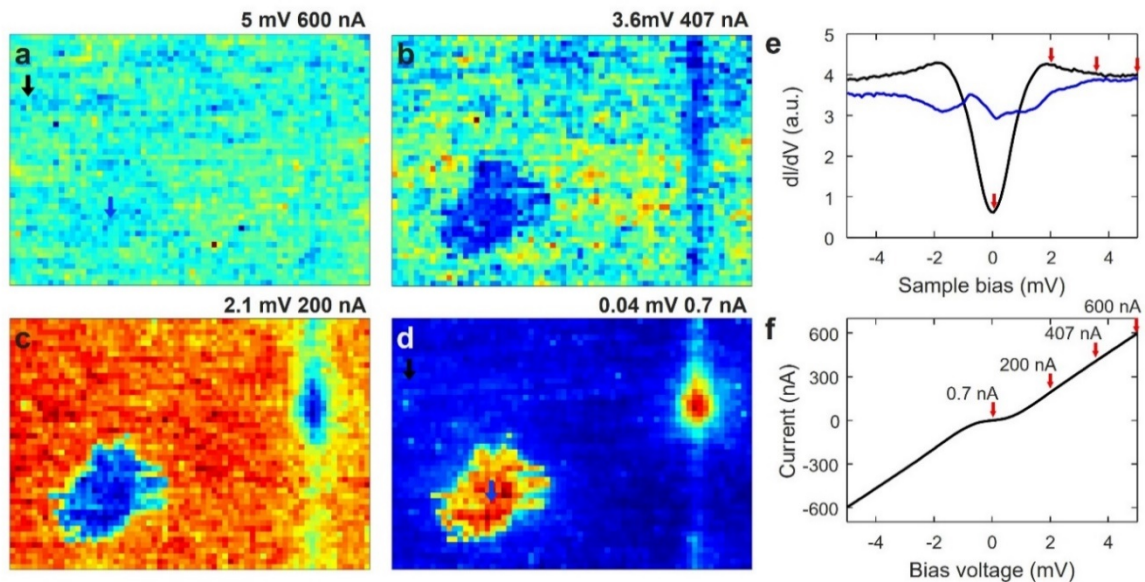 5 mV 600 nA
a
3.6mV 407 nA
b
2.1 mV 200 nA
c
0.04 mV 0.7 nA
d
e
5
4
3
2
1
0
dI/dV (a.u.)
-4 -2 0 2 4
Sample bias (mV)
f
600
300
0
-300
-600
Current (nA)
600 nA
407 nA
200 nA
0.7 nA
-4 -2 0 2 4
Bias voltage (mV)